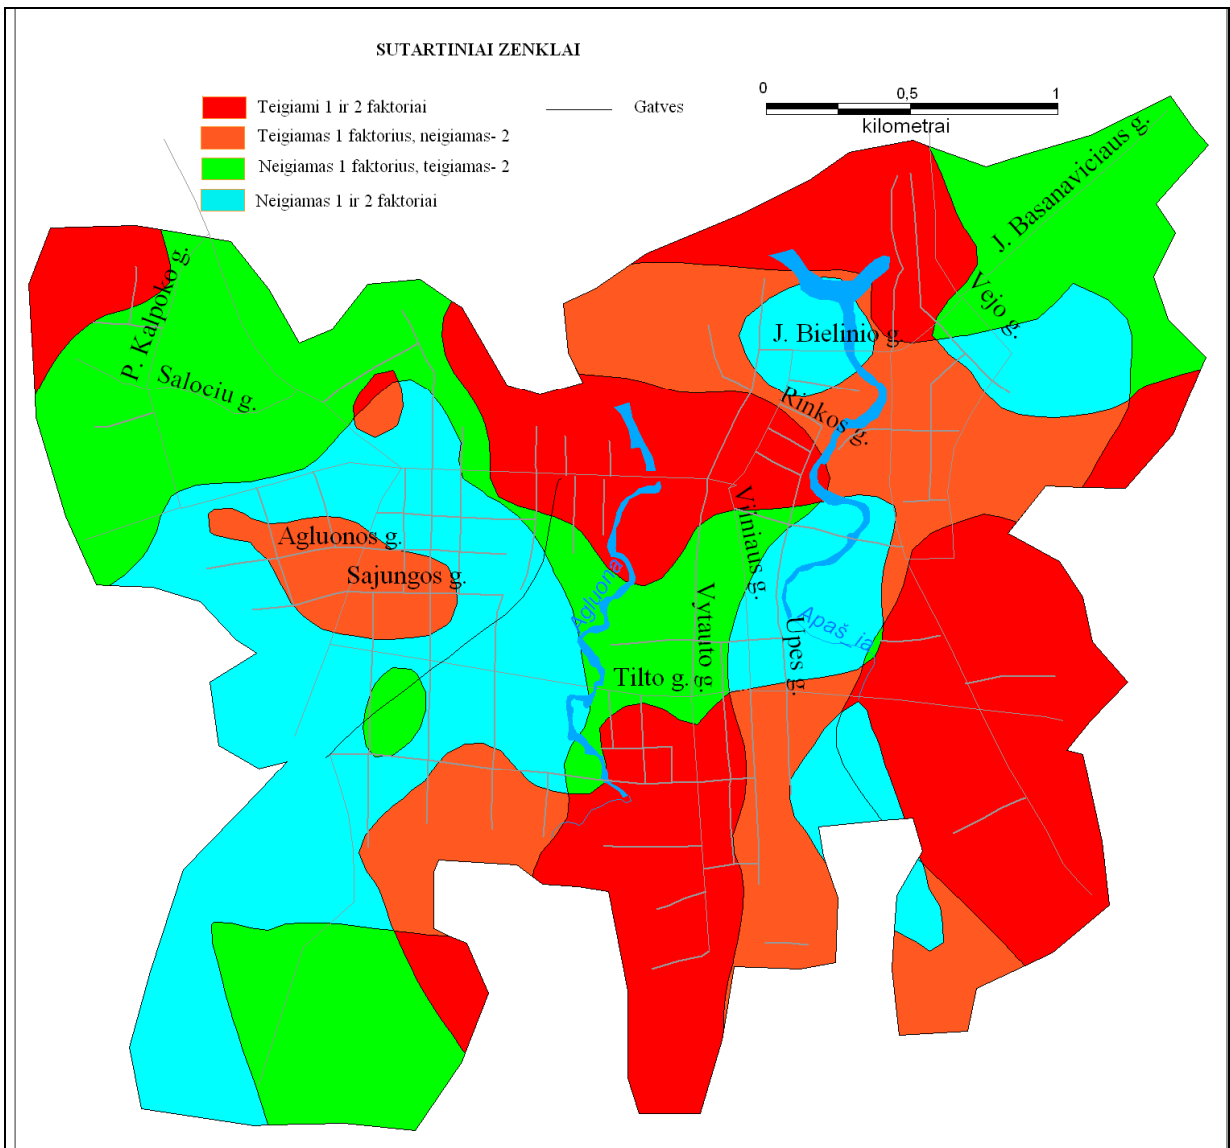 SUTARTINIAI ZENKLAI
Teigiami 1 ir 2 faktoriai
Gatves
Teigiamas 1 faktorius, neigiamas- 2
Neigiamas 1 faktorius, teigiamas- 2
Neigiamas 1 ir 2 faktoriai
0 0,5 1
kilometrai
J. Basanaviciaus g.
P. Kalpoko g.
Vejo g.
J. Bielinio g.
Salociu g.
Rinkos g.
Agluonos g.
Sajungos g.
Vilniaus g.
Agluona
Vytauto g.
Upes g.
Apaš_ia
Tilto g.